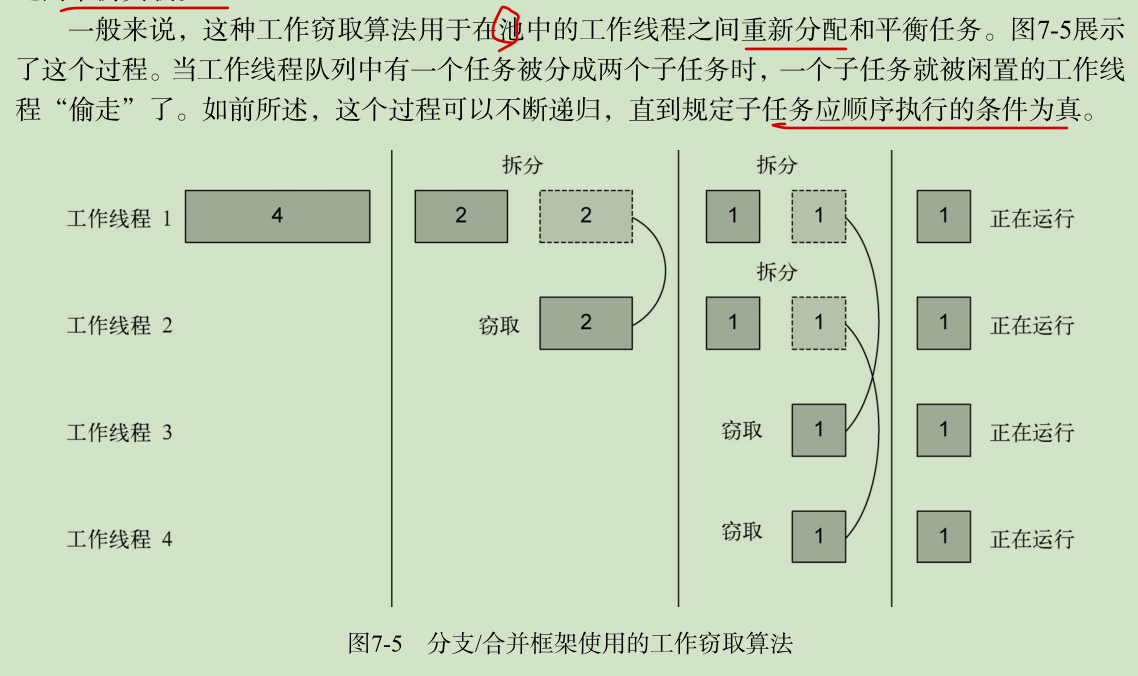 一般来说，这种工作窃取算法用于在池中的工作线程之间重新分配和平衡任务。图7-5展示
了这个过程。当工作线程队列中有一个任务被分成两个子任务时，一个子任务就被闲置的工作线
程“偷走”了。如前所述，这个过程可以不断递归，直到规定子任务应顺序执行的条件为真。
拆分 拆分
工作线程 1 4 2 2 1 1 1 正在运行
拆分
工作线程 2 窃取 2 1 1 1 正在运行
工作线程 3 窃取 1 1 正在运行
工作线程 4 窃取 1 1 正在运行
图7-5 分支/合并框架使用的工作窃取算法